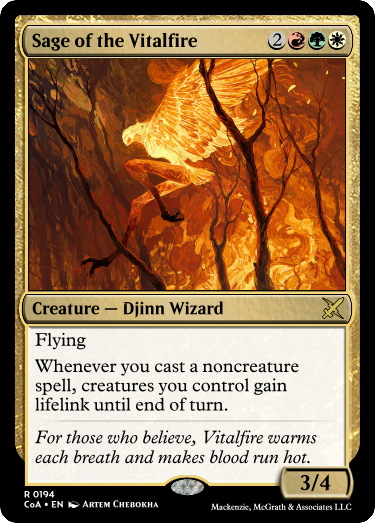 Sage of the Vitalfire 2
Creature — Djinn Wizard
Flying
Whenever you cast a noncreature
spell, creatures you control gain
lifelink until end of turn.
For those who believe, Vitalfire warms
each breath and makes blood run hot.
3/4
R 0194
CoA • EN Artem Chebokha
Mackenzie, McGrath & Associates LLC